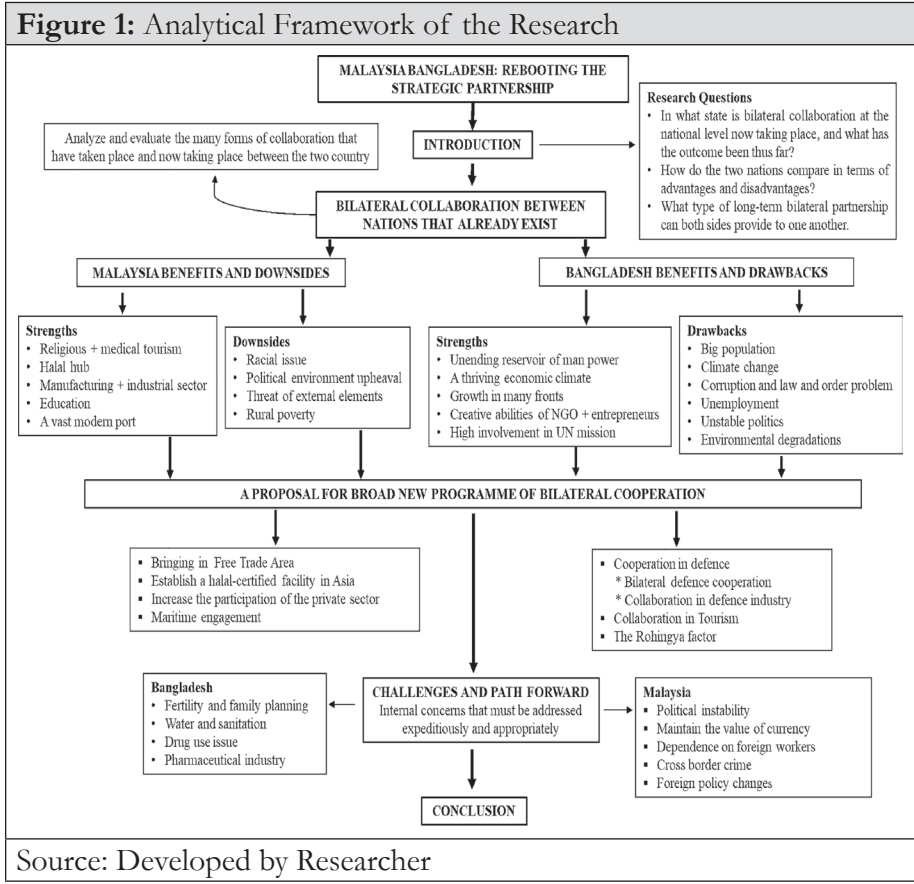 Figure 1: Analytical Framework of the Research
MALAYSIA BANGLADESH: REBOOTING THE
STRATEGIC PARTNERSHIP
Research Questions
• In what state is bilateral collaboration at the
national level now taking place, and what has
the outcome been thus far?
• How do the two nations compare in terms of
advantages and disadvantages?
• What type of long-term bilateral partnership
can both sides provide to one another.
Analyze and evaluate the many forms of collaboration that
have taken place and now taking place between the two country
INTRODUCTION
BILATERAL COLLABORATION BETWEEN
NATIONS THAT ALREADY EXIST
MALAYSIA BENEFITS AND DOWNSIDES
BANGLADESH BENEFITS AND DRAWBACKS
Strengths
• Religious + medical tourism
• Halal hub
• Manufacturing + industrial sector
• Education
• A vast modern port
Downsides
• Racial issue
• Political environment upheaval
• Threat of external elements
• Rural poverty
Strengths
• Unending reservoir of man power
• A thriving economic climate
• Growth in many fronts
• Creative abilities of NGO + entrepreneurs
• High involvement in UN mission
Drawbacks
• Big population
• Climate change
• Corruption and law and order problem
• Unemployment
• Unstable politics
• Environmental degradations
A PROPOSAL FOR BROAD NEW PROGRAMME OF BILATERAL COOPERATION
▪ Bringing in Free Trade Area
▪ Establish a halal-certified facility in Asia
▪ Increase the participation of the private sector
▪ Maritime engagement
▪ Cooperation in defence
* Bilateral defence cooperation
* Collaboration in defence industry
▪ Collaboration in Tourism
▪ The Rohingya factor
Bangladesh
• Fertility and family planning
• Water and sanitation
• Drug use issue
• Pharmaceutical industry
CHALLENGES AND PATH FORWARD
Internal concerns that must be addressed
expeditiously and appropriately
Malaysia
▪ Political instability
▪ Maintain the value of currency
▪ Dependence on foreign workers
▪ Cross border crime
▪ Foreign policy changes
CONCLUSION
Source: Developed by Researcher